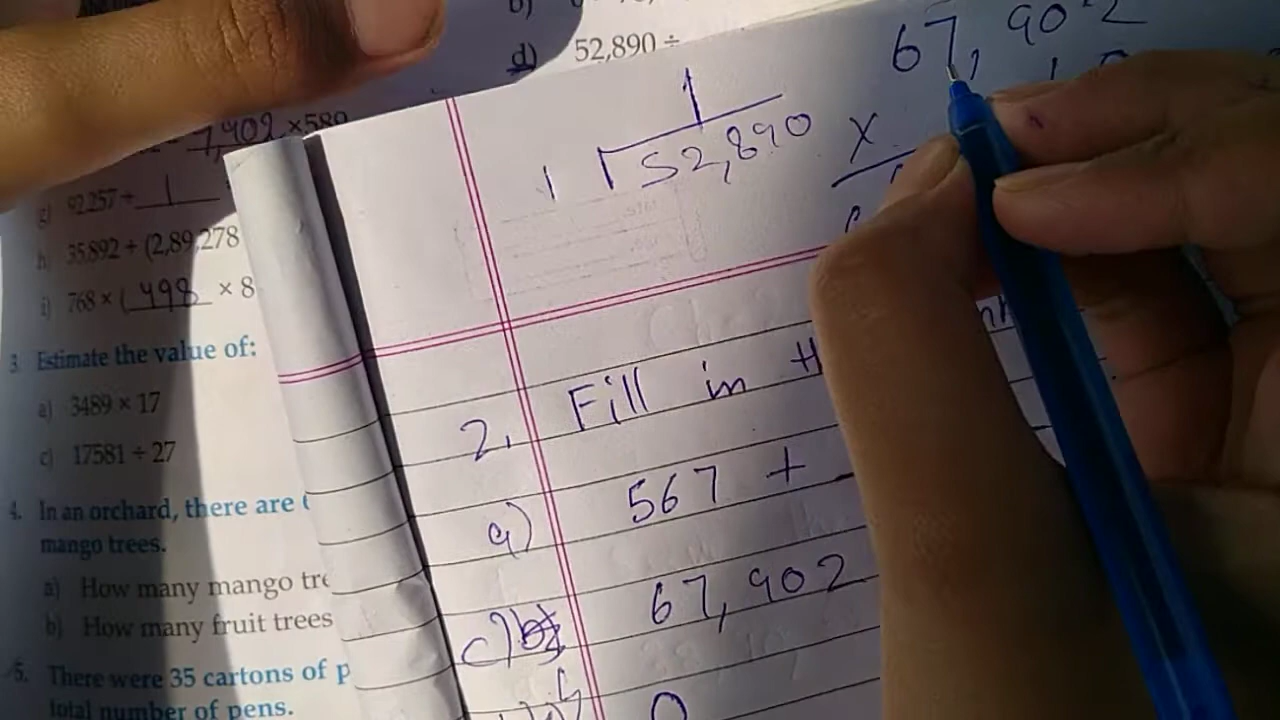 d) 52,890 ÷
7,902 ×589
g) 92257 ÷ 1
h) 35,892 ÷ (2,89,278
i) 768 × ( 498 × 8
3. Estimate the value of:
a) 3489 × 17
c) 17581 ÷ 27
4. In an orchard, there are
mango trees.
a) How many mango tre
b) How many fruit trees
5. There were 35 cartons of p
total number of pens.
1
1 52,890
67,902
×
2. Fill in
a) 567 +
c) 67,902
0